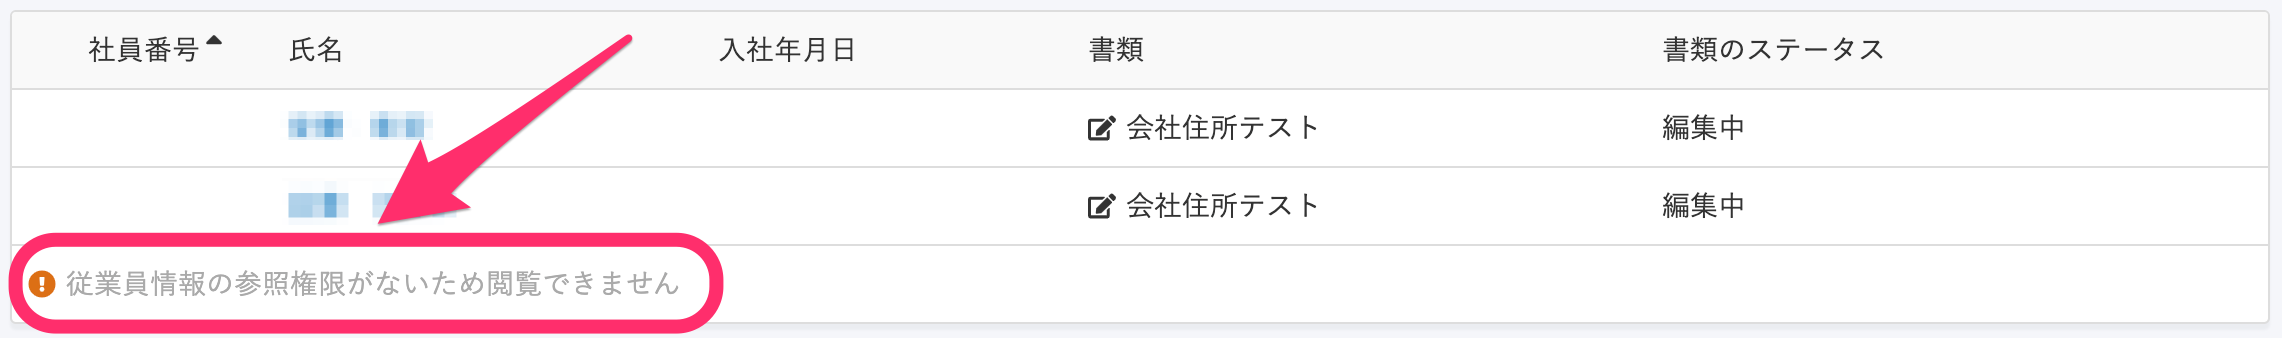 社員番号 氏名 入社年月日 書類 書類のステータス
会社住所テスト 編集中
会社住所テスト 編集中
従業員情報の参照権限がないため閲覧できません